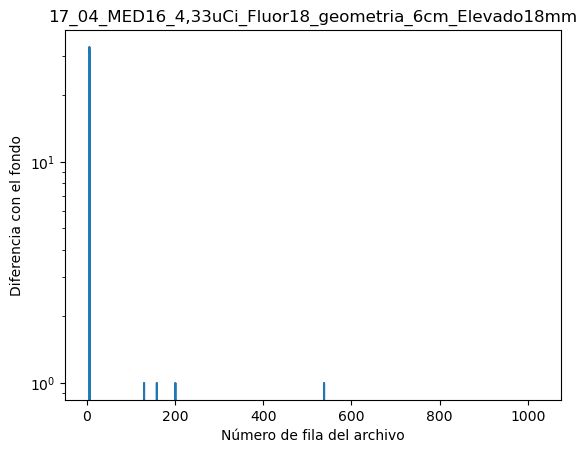 17_04_MED16_4,33uCi_Fluor18_geometria_6cm_Elevado18mm
Diferencia con el fondo
10¹
10⁰
0 200 400 600 800 1000
Número de fila del archivo